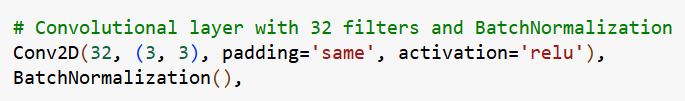 # Convolutional layer with 32 filters and BatchNormalization
Conv2D(32, (3, 3), padding='same', activation='relu'),
BatchNormalization(),